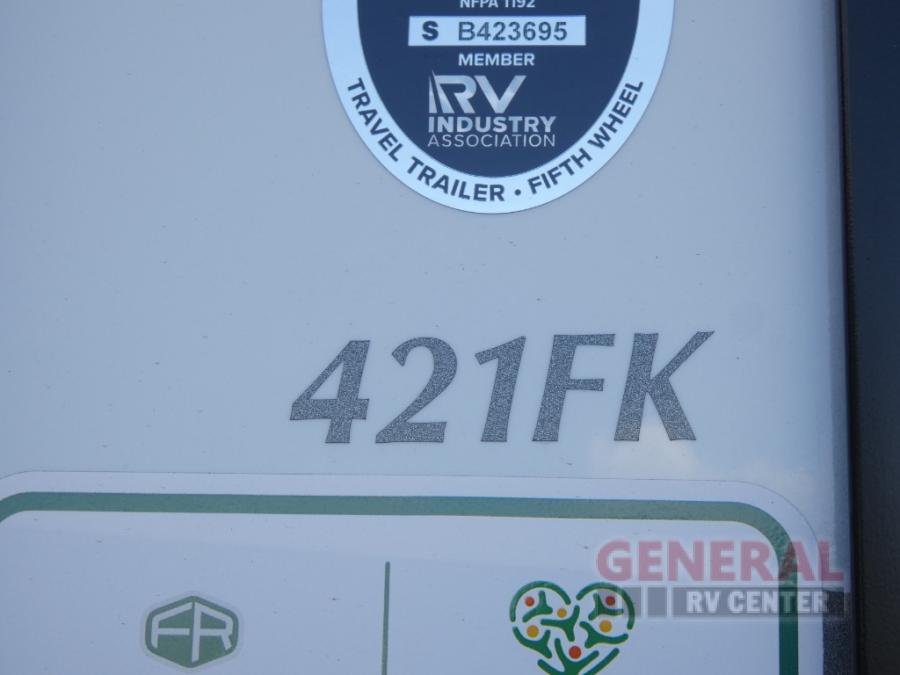 NFPA 1192
S B423695
MEMBER
RV
INDUSTRY
ASSOCIATION
TRAVEL TRAILER • FIFTH WHEEL
421FK
GENERAL
RV CENTER
FR